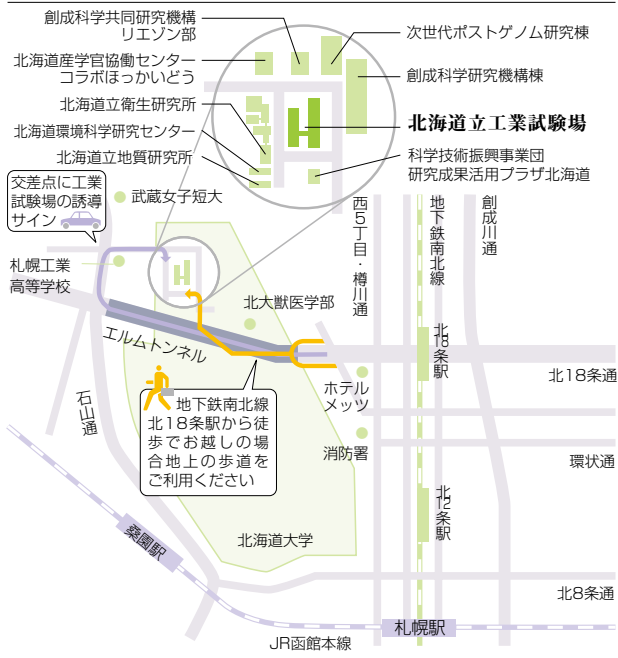 創成科学共同研究機構
リエゾン部
次世代ポストゲノム研究棟
北海道産学官協働センター
コラボほっかいどう
創成科学研究機構棟
北海道立衛生研究所
北海道立工業試験場
北海道環境科学研究センター
北海道立地質研究所
科学技術振興事業団
研究成果活用プラザ北海道
交差点に工業
試験場の誘導
サイン
武蔵女子短大
西5丁目・樽川通
地下鉄南北線
創成川通
札幌工業
高等学校
北大獣医学部
エルムトンネル
北18条駅
北18条通
ホテル
メッツ
石山通
地下鉄南北線
北18条駅から徒
歩でお越しの場
合地上の歩道を
ご利用ください
消防署
環状通
北12条駅
北海道大学
桑園駅
北8条通
札幌駅
JR函館本線